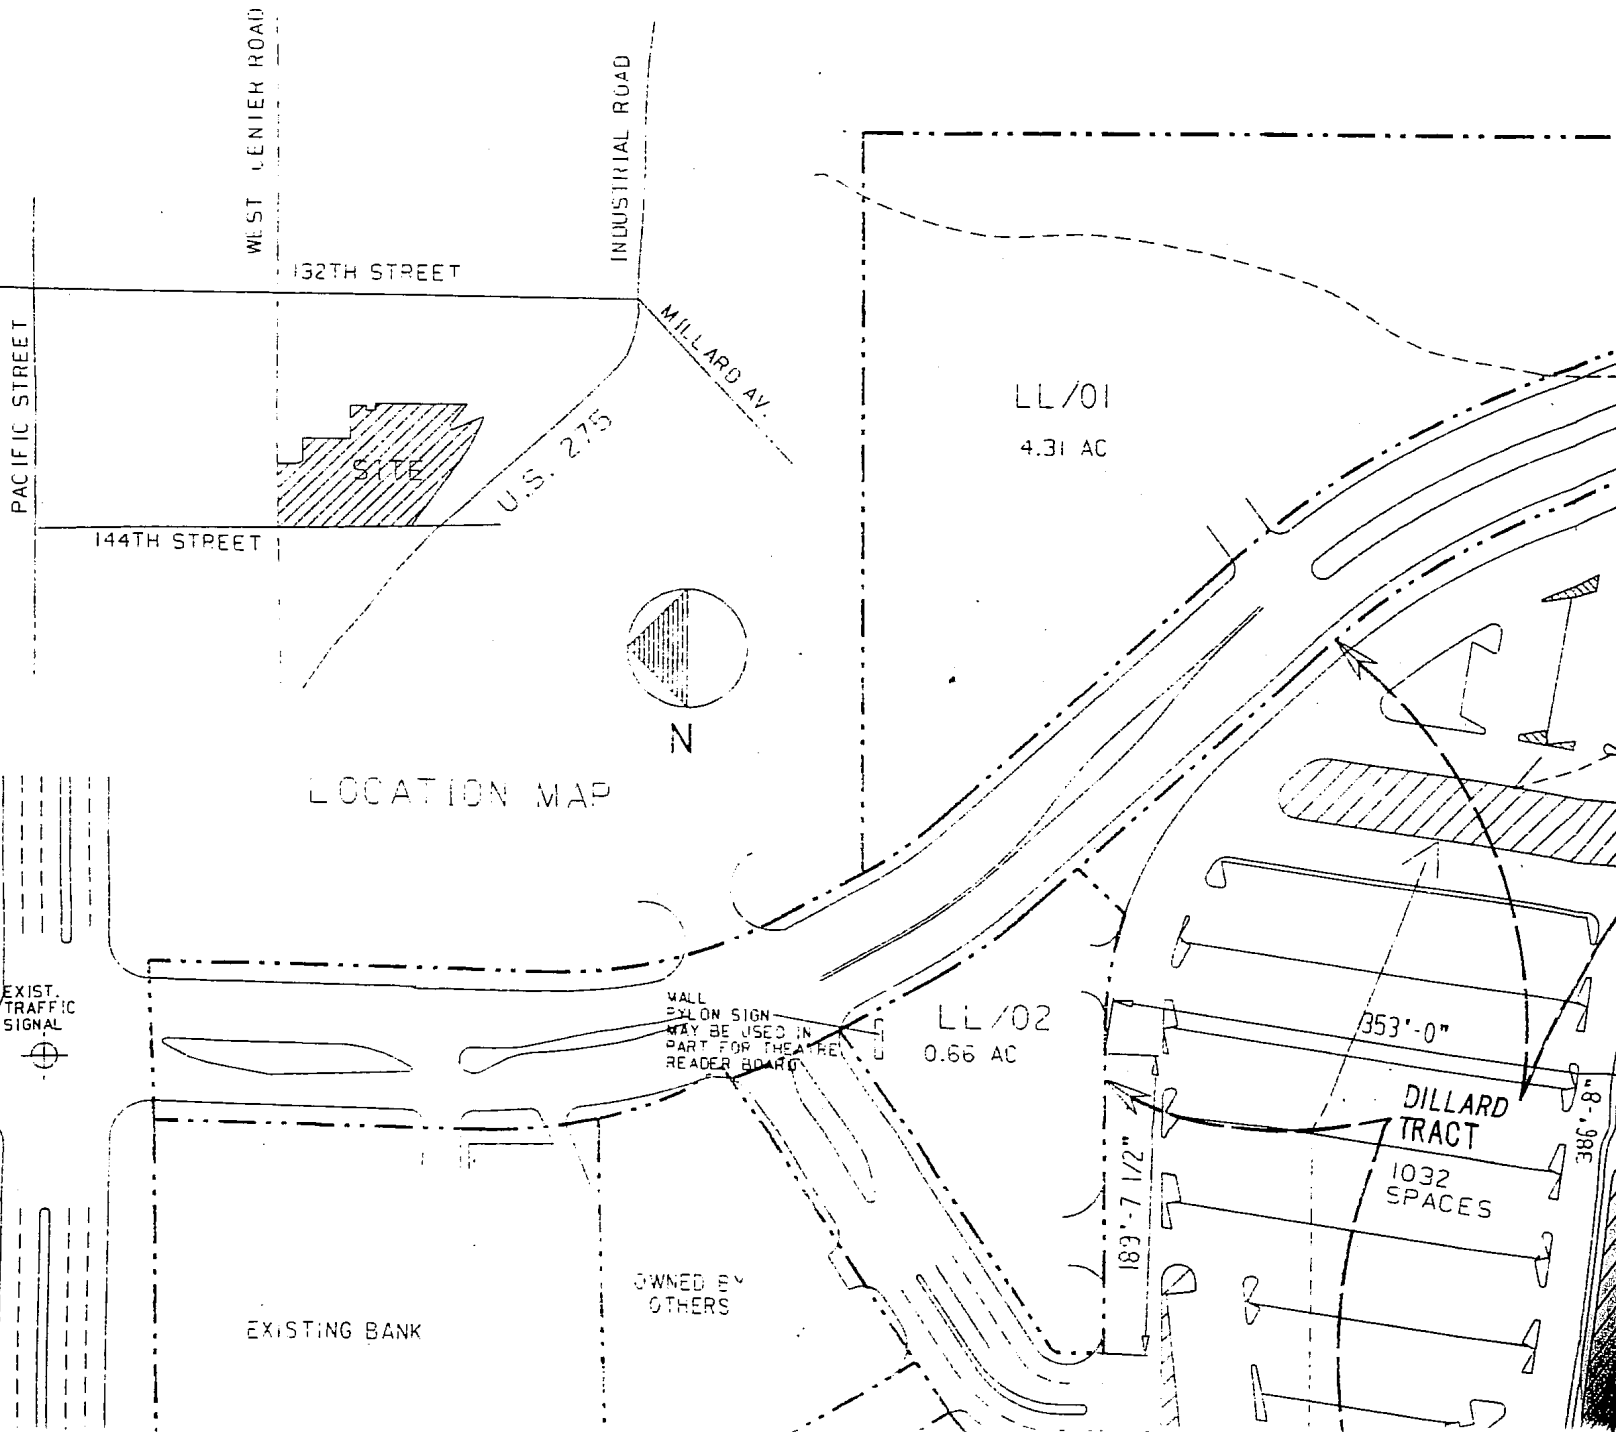 WEST CENTER ROAD
INDUSTRIAL ROAD
132TH STREET
MILLARD AV.
PACIFIC STREET
SITE
U.S. 275
144TH STREET
N
LOCATION MAP
LL/01
4.31 AC
EXIST.
TRAFFIC
SIGNAL
MALL
PYLON SIGN
MAY BE USED IN
PART FOR THEATRE
READER BOARD
LL/02
0.66 AC
353'-0"
DILLARD
TRACT
1032
SPACES
386'-8"
189'-7 1/2"
OWNED BY
OTHERS
EXISTING BANK